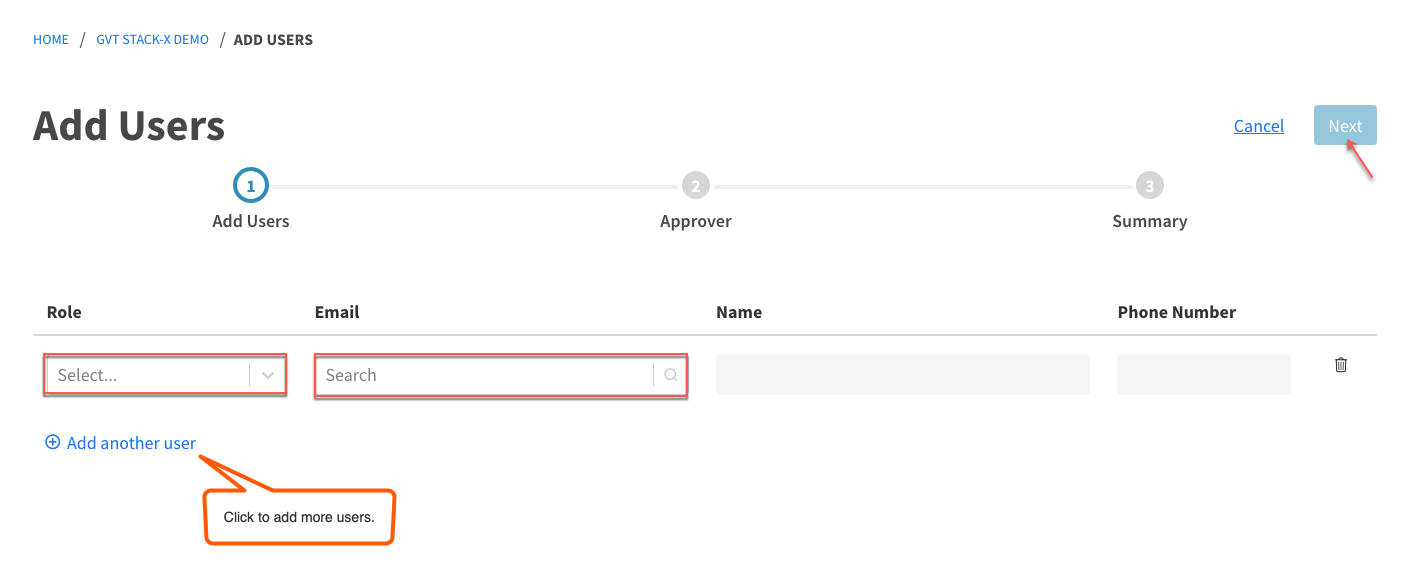 HOME / GVT STACK-X DEMO / ADD USERS
Add Users
Cancel
Next
1
2
3
Add Users
Approver
Summary
Role
Email
Name
Phone Number
Select...
Search
Add another user
Click to add more users.